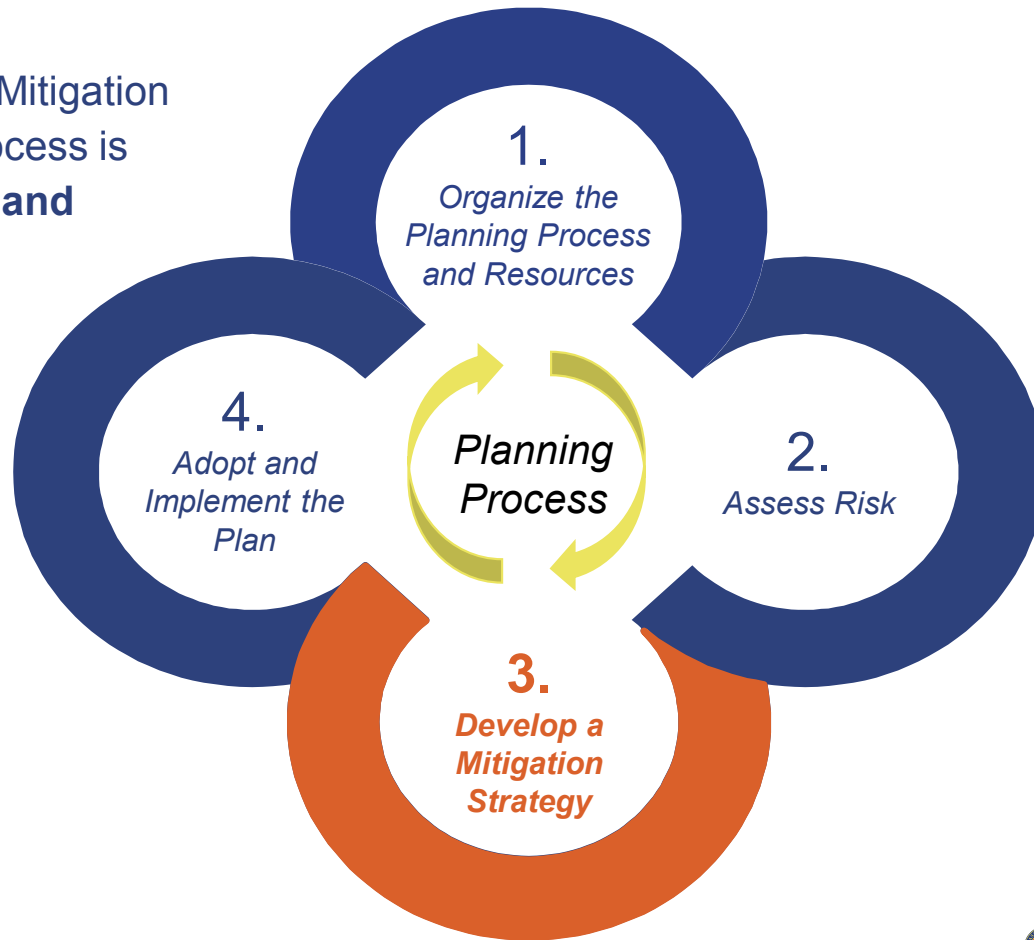 Mitigation
ocess is
and
1.
Organize the
Planning Process
and Resources
4.
Adopt and
Implement the
Plan
Planning
Process
2.
Assess Risk
3.
Develop a
Mitigation
Strategy